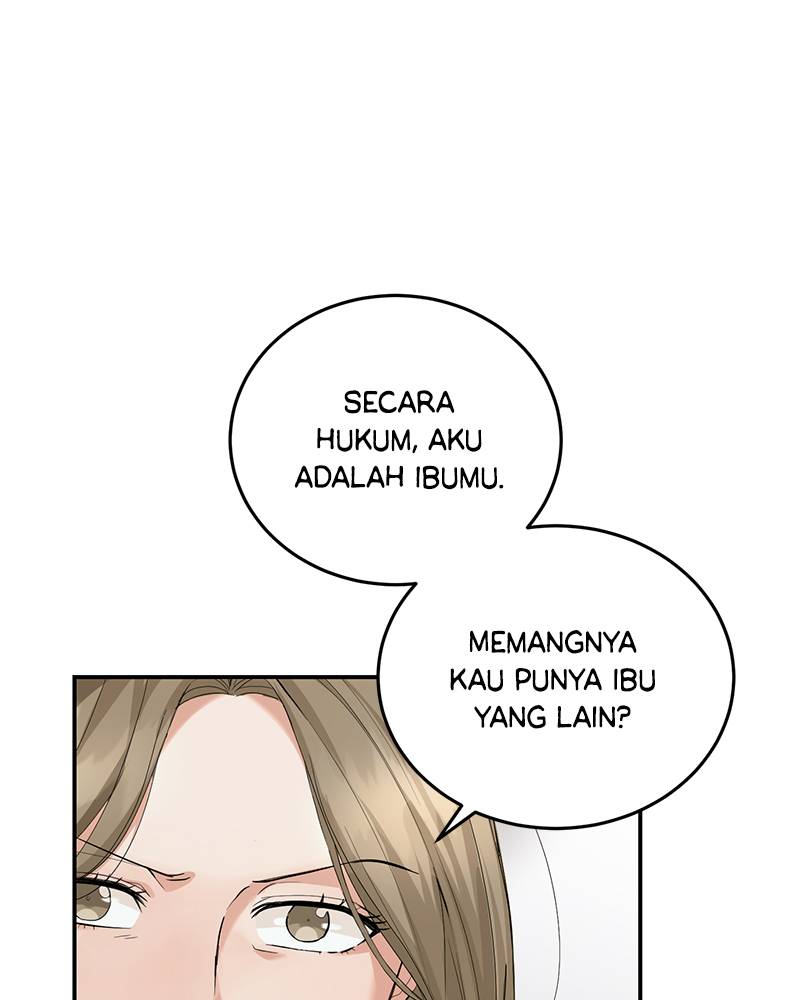 SECARA
HUKUM, AKU
ADALAH IBUMU.
MEMANGNYA
KAU PUNYA IBU
YANG LAIN?